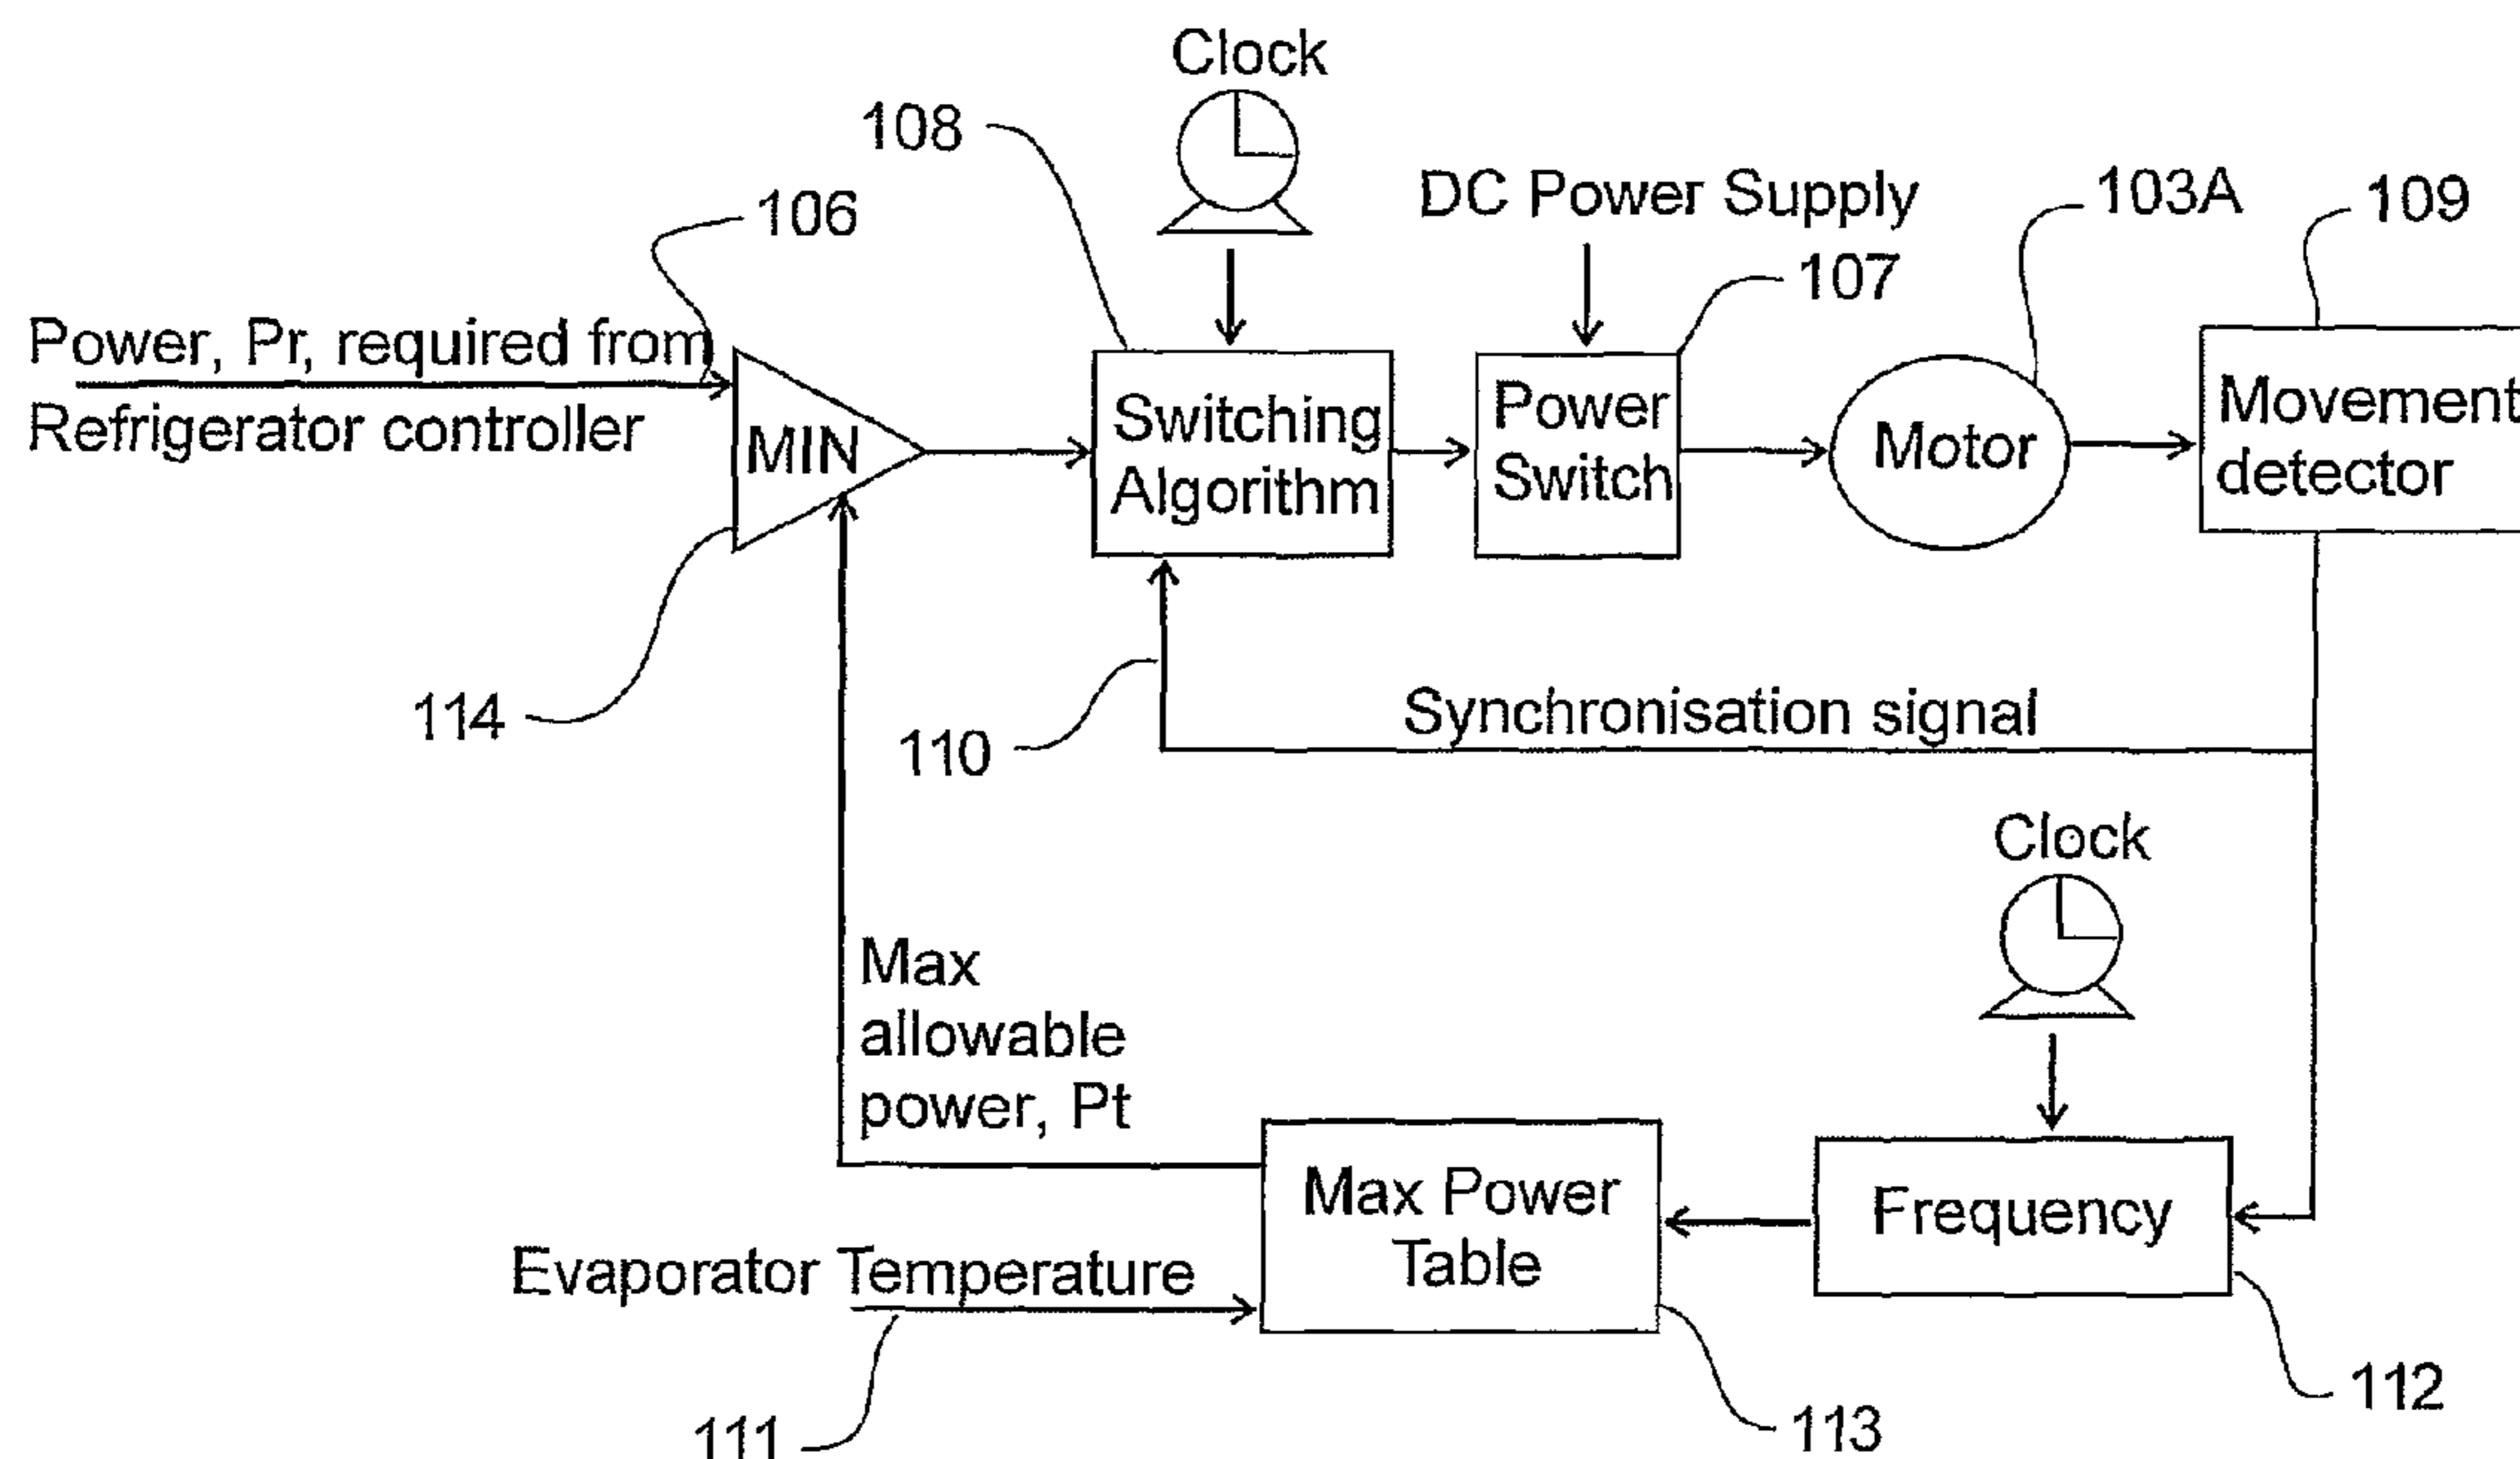 Clock
108
106
DC Power Supply
103A
109
107
Power, Pr, required from
Refrigerator controller
MIN
Switching
Algorithm
Power
Switch
Motor
Movement
detector
114
110
Synchronisation signal
Clock
Max
allowable
power, Pt
Max Power
Table
Frequency
Evaporator Temperature
111
113
112